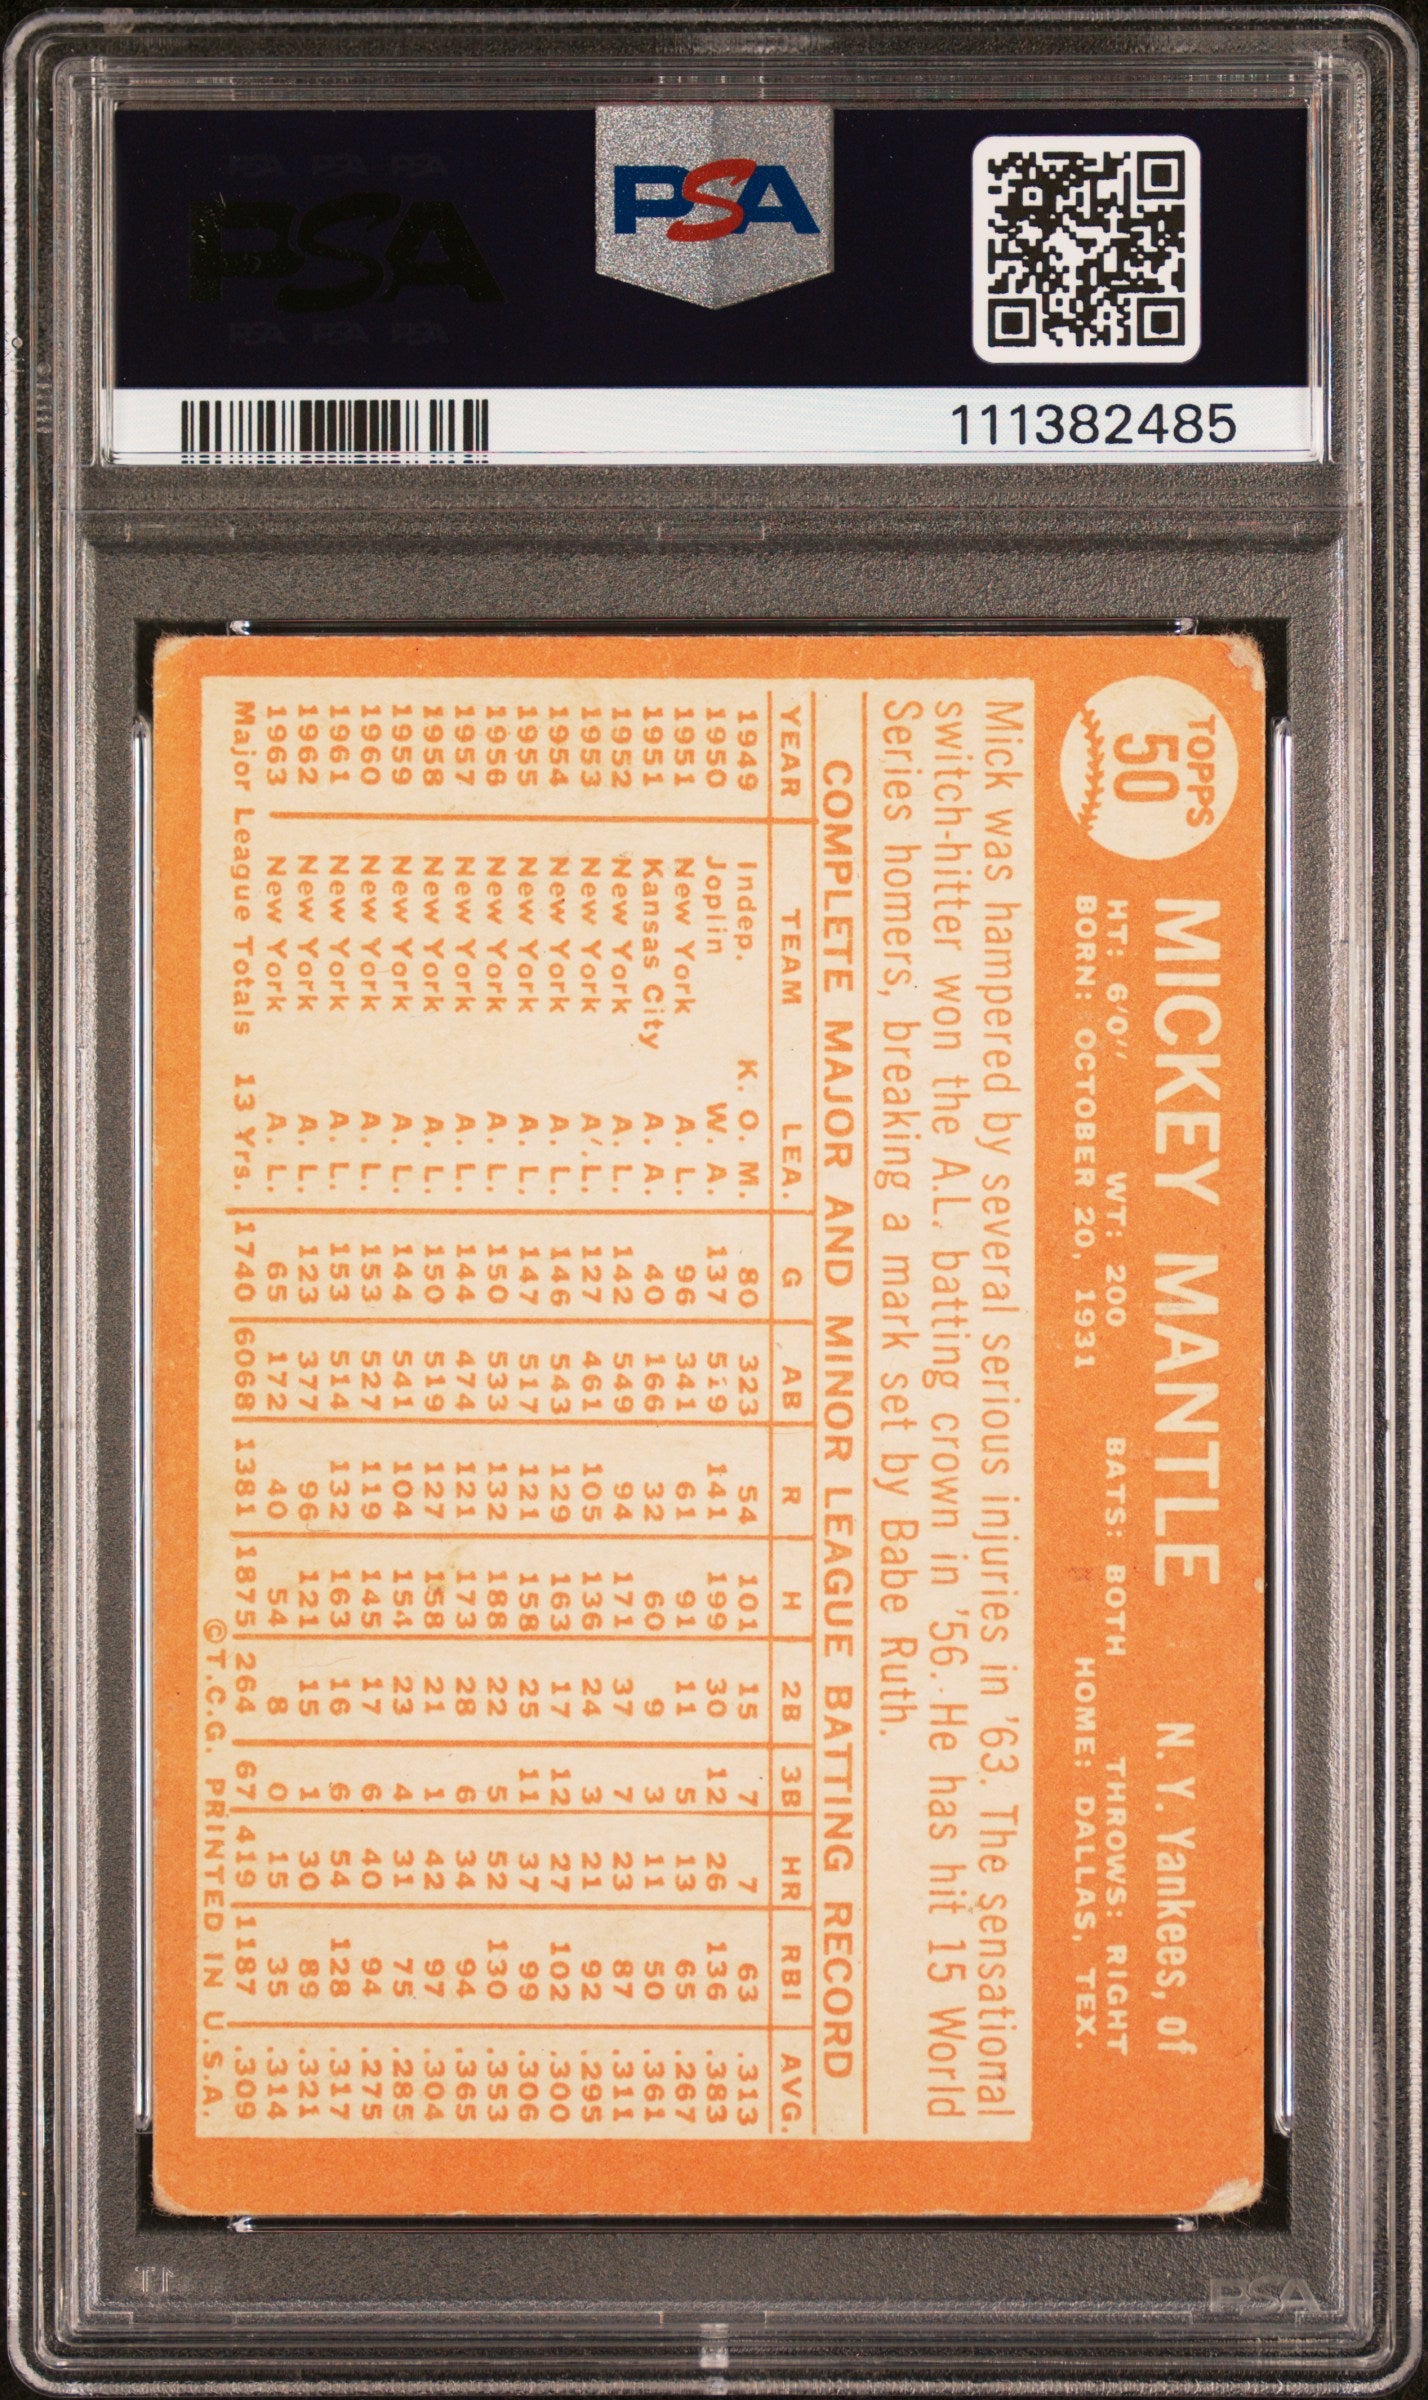 PSA PSA PSA
PSA
PSA PSA PSA
PSA
111382485
TOPPS
50
MICKEY MANTLE N. Y. Yankees, of
HT: 6'0" WT: 200 BATS: BOTH THROWS: RIGHT
BORN: OCTOBER 20, 1931 HOME: DALLAS, TEX.
Mick was hampered by several serious injuries in '63. The sensational
switch-hitter won the A.L. batting crown in '56. He has hit 15 World
Series homers, breaking a mark set by Babe Ruth.
COMPLETE MAJOR AND MINOR LEAGUE BATTING RECORD
YEAR TEAM LEA. G AB R H 2B 3B HR RBI AVG.
1949 Indep. K. O. M. 80 323 54 101 15 7 7 63 .313
1950 Joplin W. A. 137 519 141 199 30 12 26 136 .383
1951 New York A. L. 96 341 61 91 11 5 13 65 .267
1951 Kansas City A. A. 40 166 32 60 9 3 11 50 .361
1952 New York A. L. 142 549 94 171 37 7 23 87 .311
1953 New York A. L. 127 461 105 136 24 3 21 92 .295
1954 New York A. L. 146 543 129 163 17 12 27 102 .300
1955 New York A. L. 147 517 121 158 25 11 37 99 .306
1956 New York A. L. 150 533 132 188 22 5 52 130 .353
1957 New York A. L. 144 474 121 173 28 6 34 94 .365
1958 New York A. L. 150 519 127 158 21 1 42 97 .304
1959 New York A. L. 144 541 104 154 23 4 31 75 .285
1960 New York A. L. 153 527 119 145 17 6 40 94 .275
1961 New York A. L. 153 514 132 163 16 6 54 128 .317
1962 New York A. L. 123 377 96 121 15 1 30 89 .321
1963 New York A. L. 65 172 40 54 8 0 15 35 .314
Major League Totals 13 Yrs. 1740 6068 1381 1875 264 67 419 1187 .309
©T.C.G. PRINTED IN U.S.A.
PSA